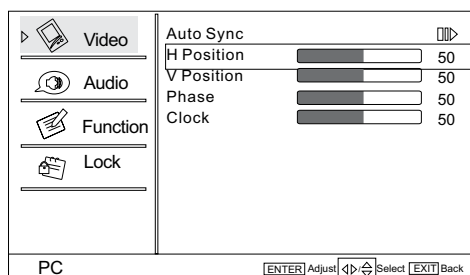 Video
Audio
Function
Lock
Auto Sync
H Position 50
V Position 50
Phase 50
Clock 50
PC
ENTER Adjust / Select EXIT Back